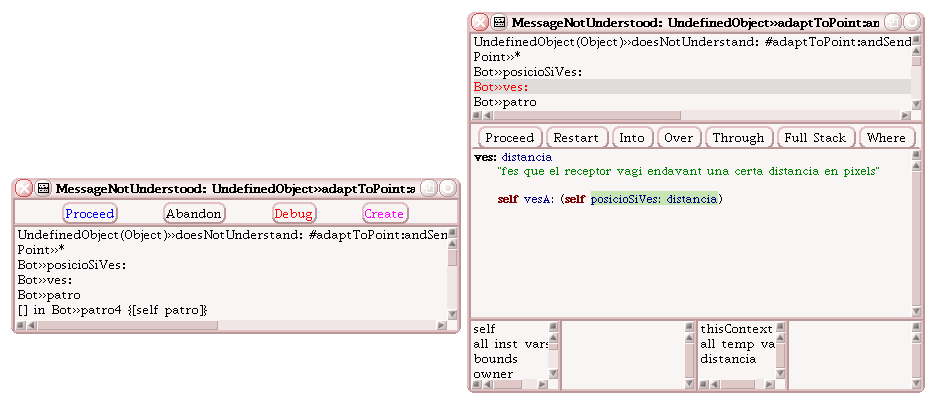 MessageNotUnderstood: UndefinedObject»adaptToPoint:a
Proceed Abandon Debug Create
UndefinedObject(Object)»doesNotUnderstand: #adaptToPoint:andSen
Point»*
Bot»posicioSiVes:
Bot»ves:
Bot»patro
[] in Bot»patro4 {[self patro]}
MessageNotUnderstood: UndefinedObject»adaptToPoint:an
UndefinedObject(Object)»doesNotUnderstand: #adaptToPoint:andSend
Point»*
Bot»posicioSiVes:
Bot»ves:
Bot»patro
Proceed Restart Into Over Through Full Stack Where
ves: distancia
"fes que el receptor vagi endavant una certa distancia en pixels"
self vesA: (self posicioSiVes: distancia)
self
all inst vars
bounds
owner
thisContext
all temp va
distancia